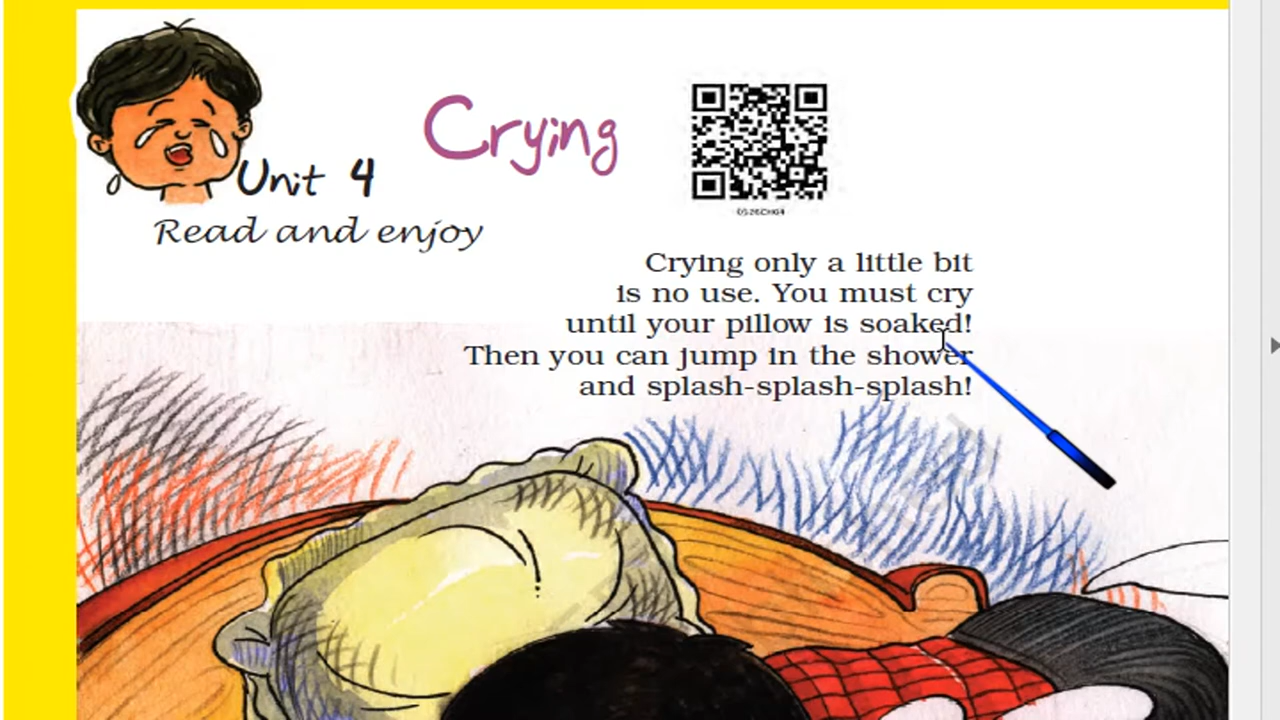 Crying
Unit 4
Read and enjoy
Crying only a little bit
is no use. You must cry
until your pillow is soaked!
Then you can jump in the shower
and splash-splash-splash!